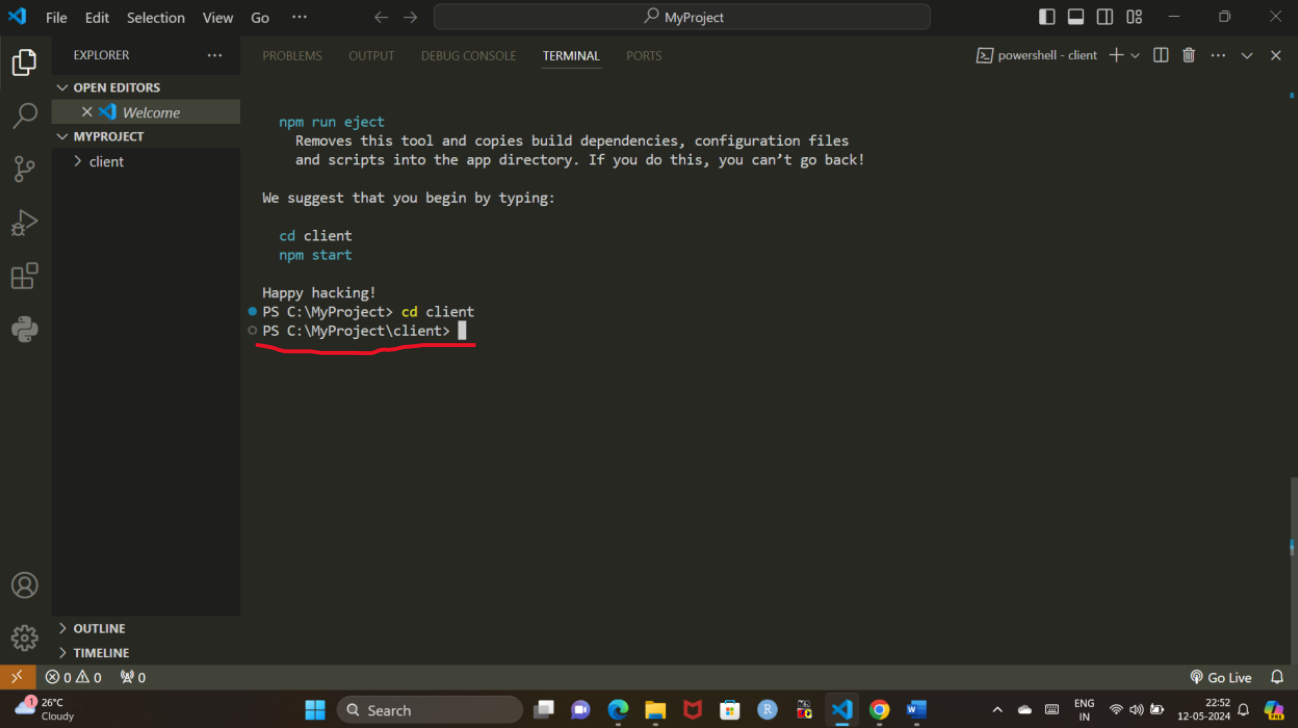 File Edit Selection View Go ··· MyProject
EXPLORER ···
OPEN EDITORS
Welcome
MYPROJECT
client
OUTLINE
TIMELINE
PROBLEMS OUTPUT DEBUG CONSOLE TERMINAL PORTS powershell - client
npm run eject
Removes this tool and copies build dependencies, configuration files
and scripts into the app directory. If you do this, you can’t go back!
We suggest that you begin by typing:
cd client
npm start
Happy hacking!
PS C:\MyProject> cd client
PS C:\MyProject\client>
0 0 0 Go Live
1 26°C
Cloudy
Search
ENG
IN
22:52
12-05-2024